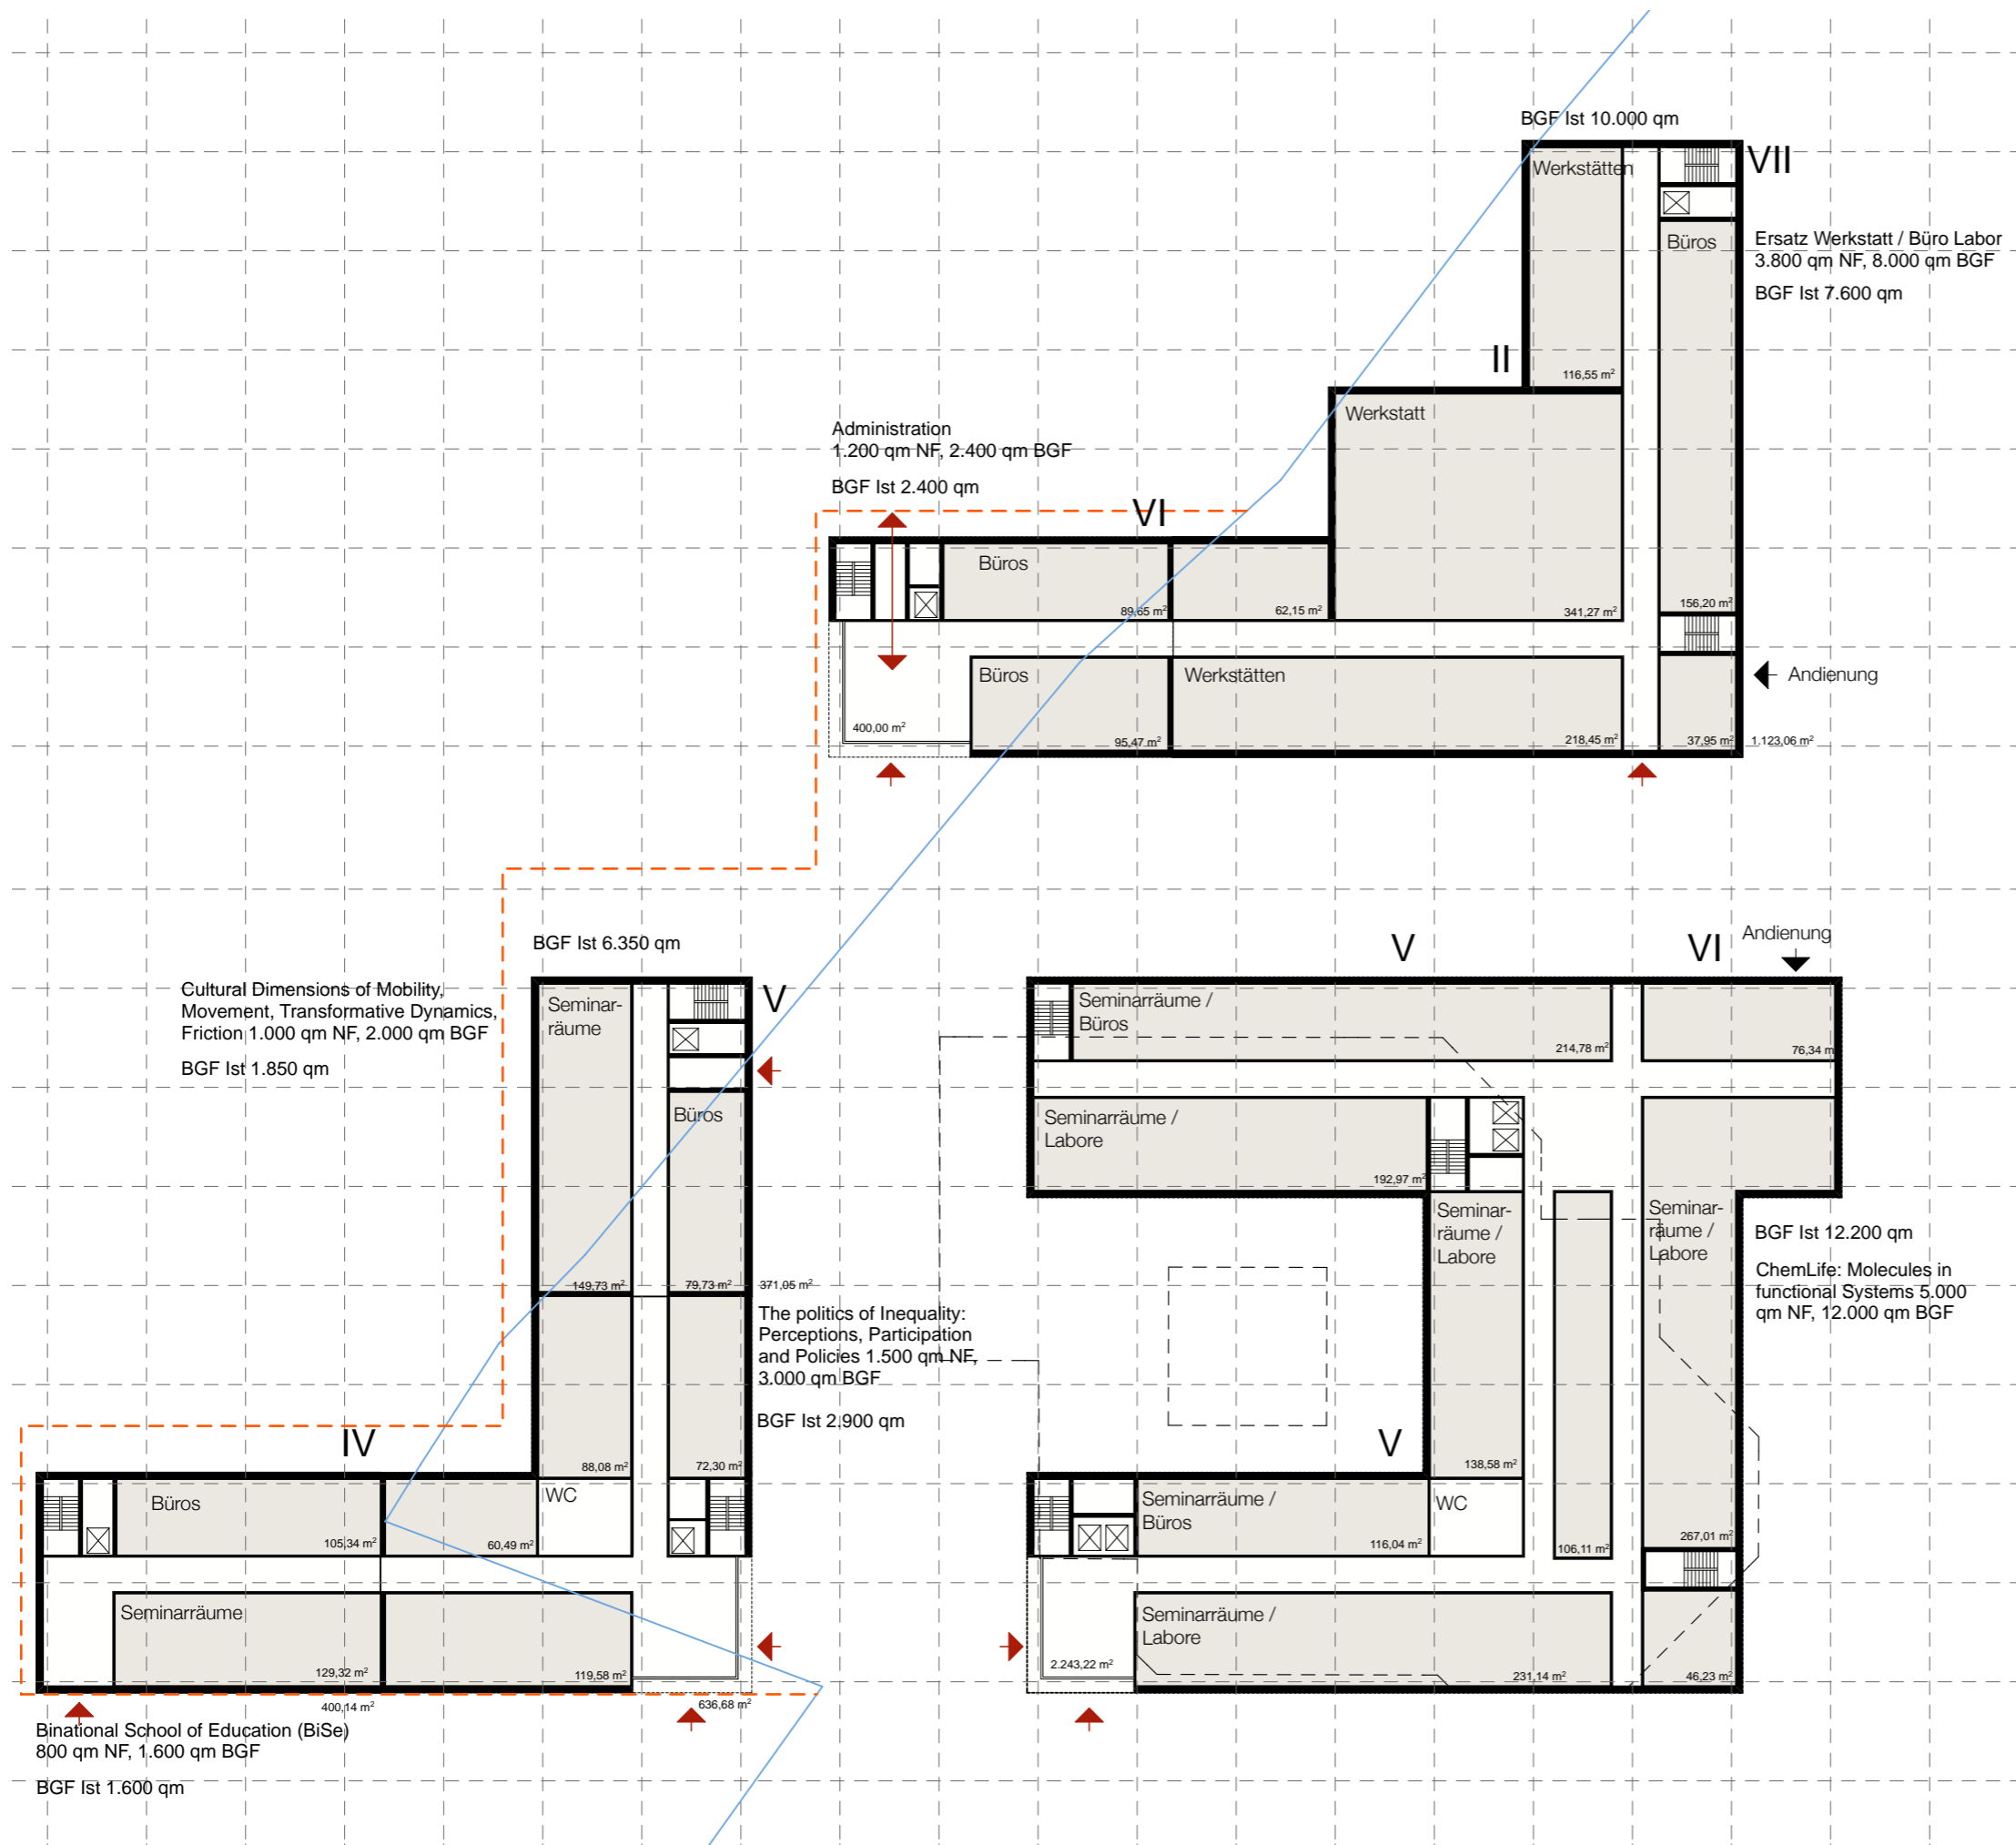 BGF Ist 10.000 qm
Werkstätten
VII
Büros
Ersatz Werkstatt / Büro Labor
3.800 qm NF, 8.000 qm BGF
BGF Ist 7.600 qm
II
116,55 m²
Werkstatt
Administration
1.200 qm NF, 2.400 qm BGF
BGF Ist 2.400 qm
VI
Büros
89,65 m²
62,15 m²
341,27 m²
156,20 m²
Büros
Werkstätten
Andienung
400,00 m²
95,47 m²
218,45 m²
37,95 m²
1.123,06 m²
BGF Ist 6.350 qm
Cultural Dimensions of Mobility,
Movement, Transformative Dynamics,
Friction 1.000 qm NF, 2.000 qm BGF
BGF Ist 1.850 qm
Seminar-
räume
V
Büros
149,73 m²
79,73 m²
371,05 m²
The politics of Inequality:
Perceptions, Participation
and Policies 1.500 qm NF,
3.000 qm BGF
BGF Ist 2.900 qm
IV
88,08 m²
72,30 m²
Büros
WC
105,34 m²
60,49 m²
Seminarräume
129,32 m²
119,58 m²
400,14 m²
636,68 m²
Binational School of Education (BiSe)
800 qm NF, 1.600 qm BGF
BGF Ist 1.600 qm
V
VI
Andienung
Seminarräume /
Büros
214,78 m²
76,34 m
Seminarräume /
Labore
192,97 m²
Seminar-
räume /
Labore
Seminar-
räume /
Labore
BGF Ist 12.200 qm
ChemLife: Molecules in
functional Systems 5.000
qm NF, 12.000 qm BGF
V
138,58 m²
Seminarräume /
Büros
WC
116,04 m²
106,11 m²
267,01 m²
Seminarräume /
Labore
2.243,22 m²
231,14 m²
46,23 m²